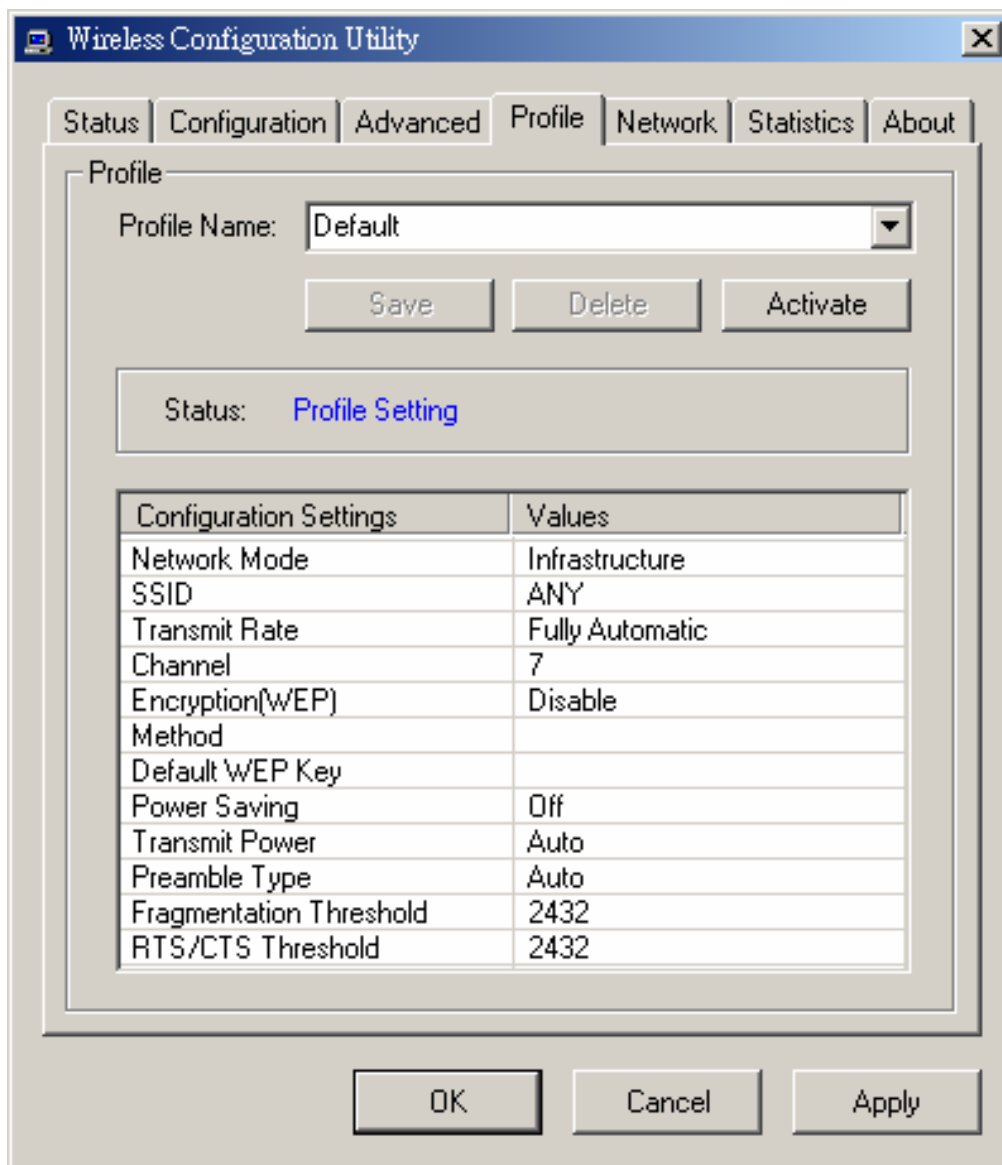 Wireless Configuration Utility
Status Configuration Advanced Profile Network Statistics About
Profile
Profile Name: Default
Save Delete Activate
Status: Profile Setting
Configuration Settings Values
Network Mode Infrastructure
SSID ANY
Transmit Rate Fully Automatic
Channel 7
Encryption(WEP) Disable
Method
Default WEP Key
Power Saving Off
Transmit Power Auto
Preamble Type Auto
Fragmentation Threshold 2432
RTS/CTS Threshold 2432
OK Cancel Apply